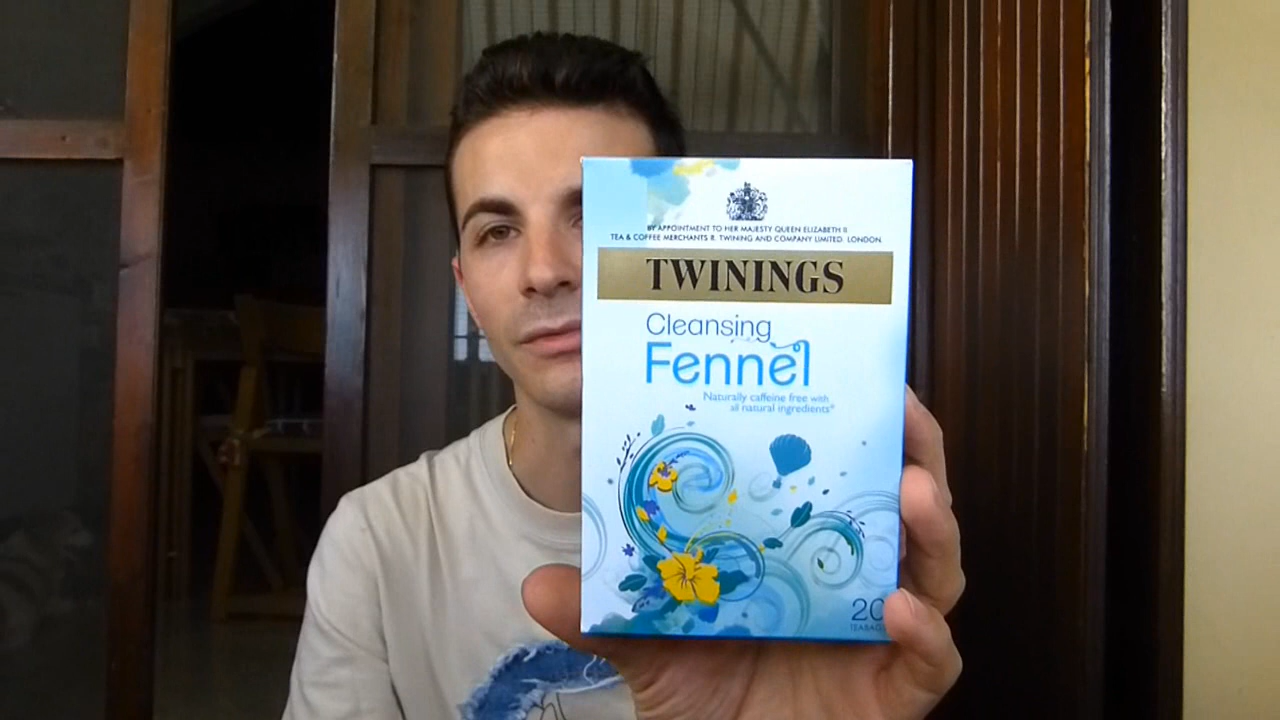 BY APPOINTMENT TO HER MAJESTY QUEEN ELIZABETH II
TEA & COFFEE MERCHANTS R. TWINING AND COMPANY LIMITED. LONDON.
TWININGS
Cleansing
Fennel
Naturally caffeine free with
all natural ingredients*
20